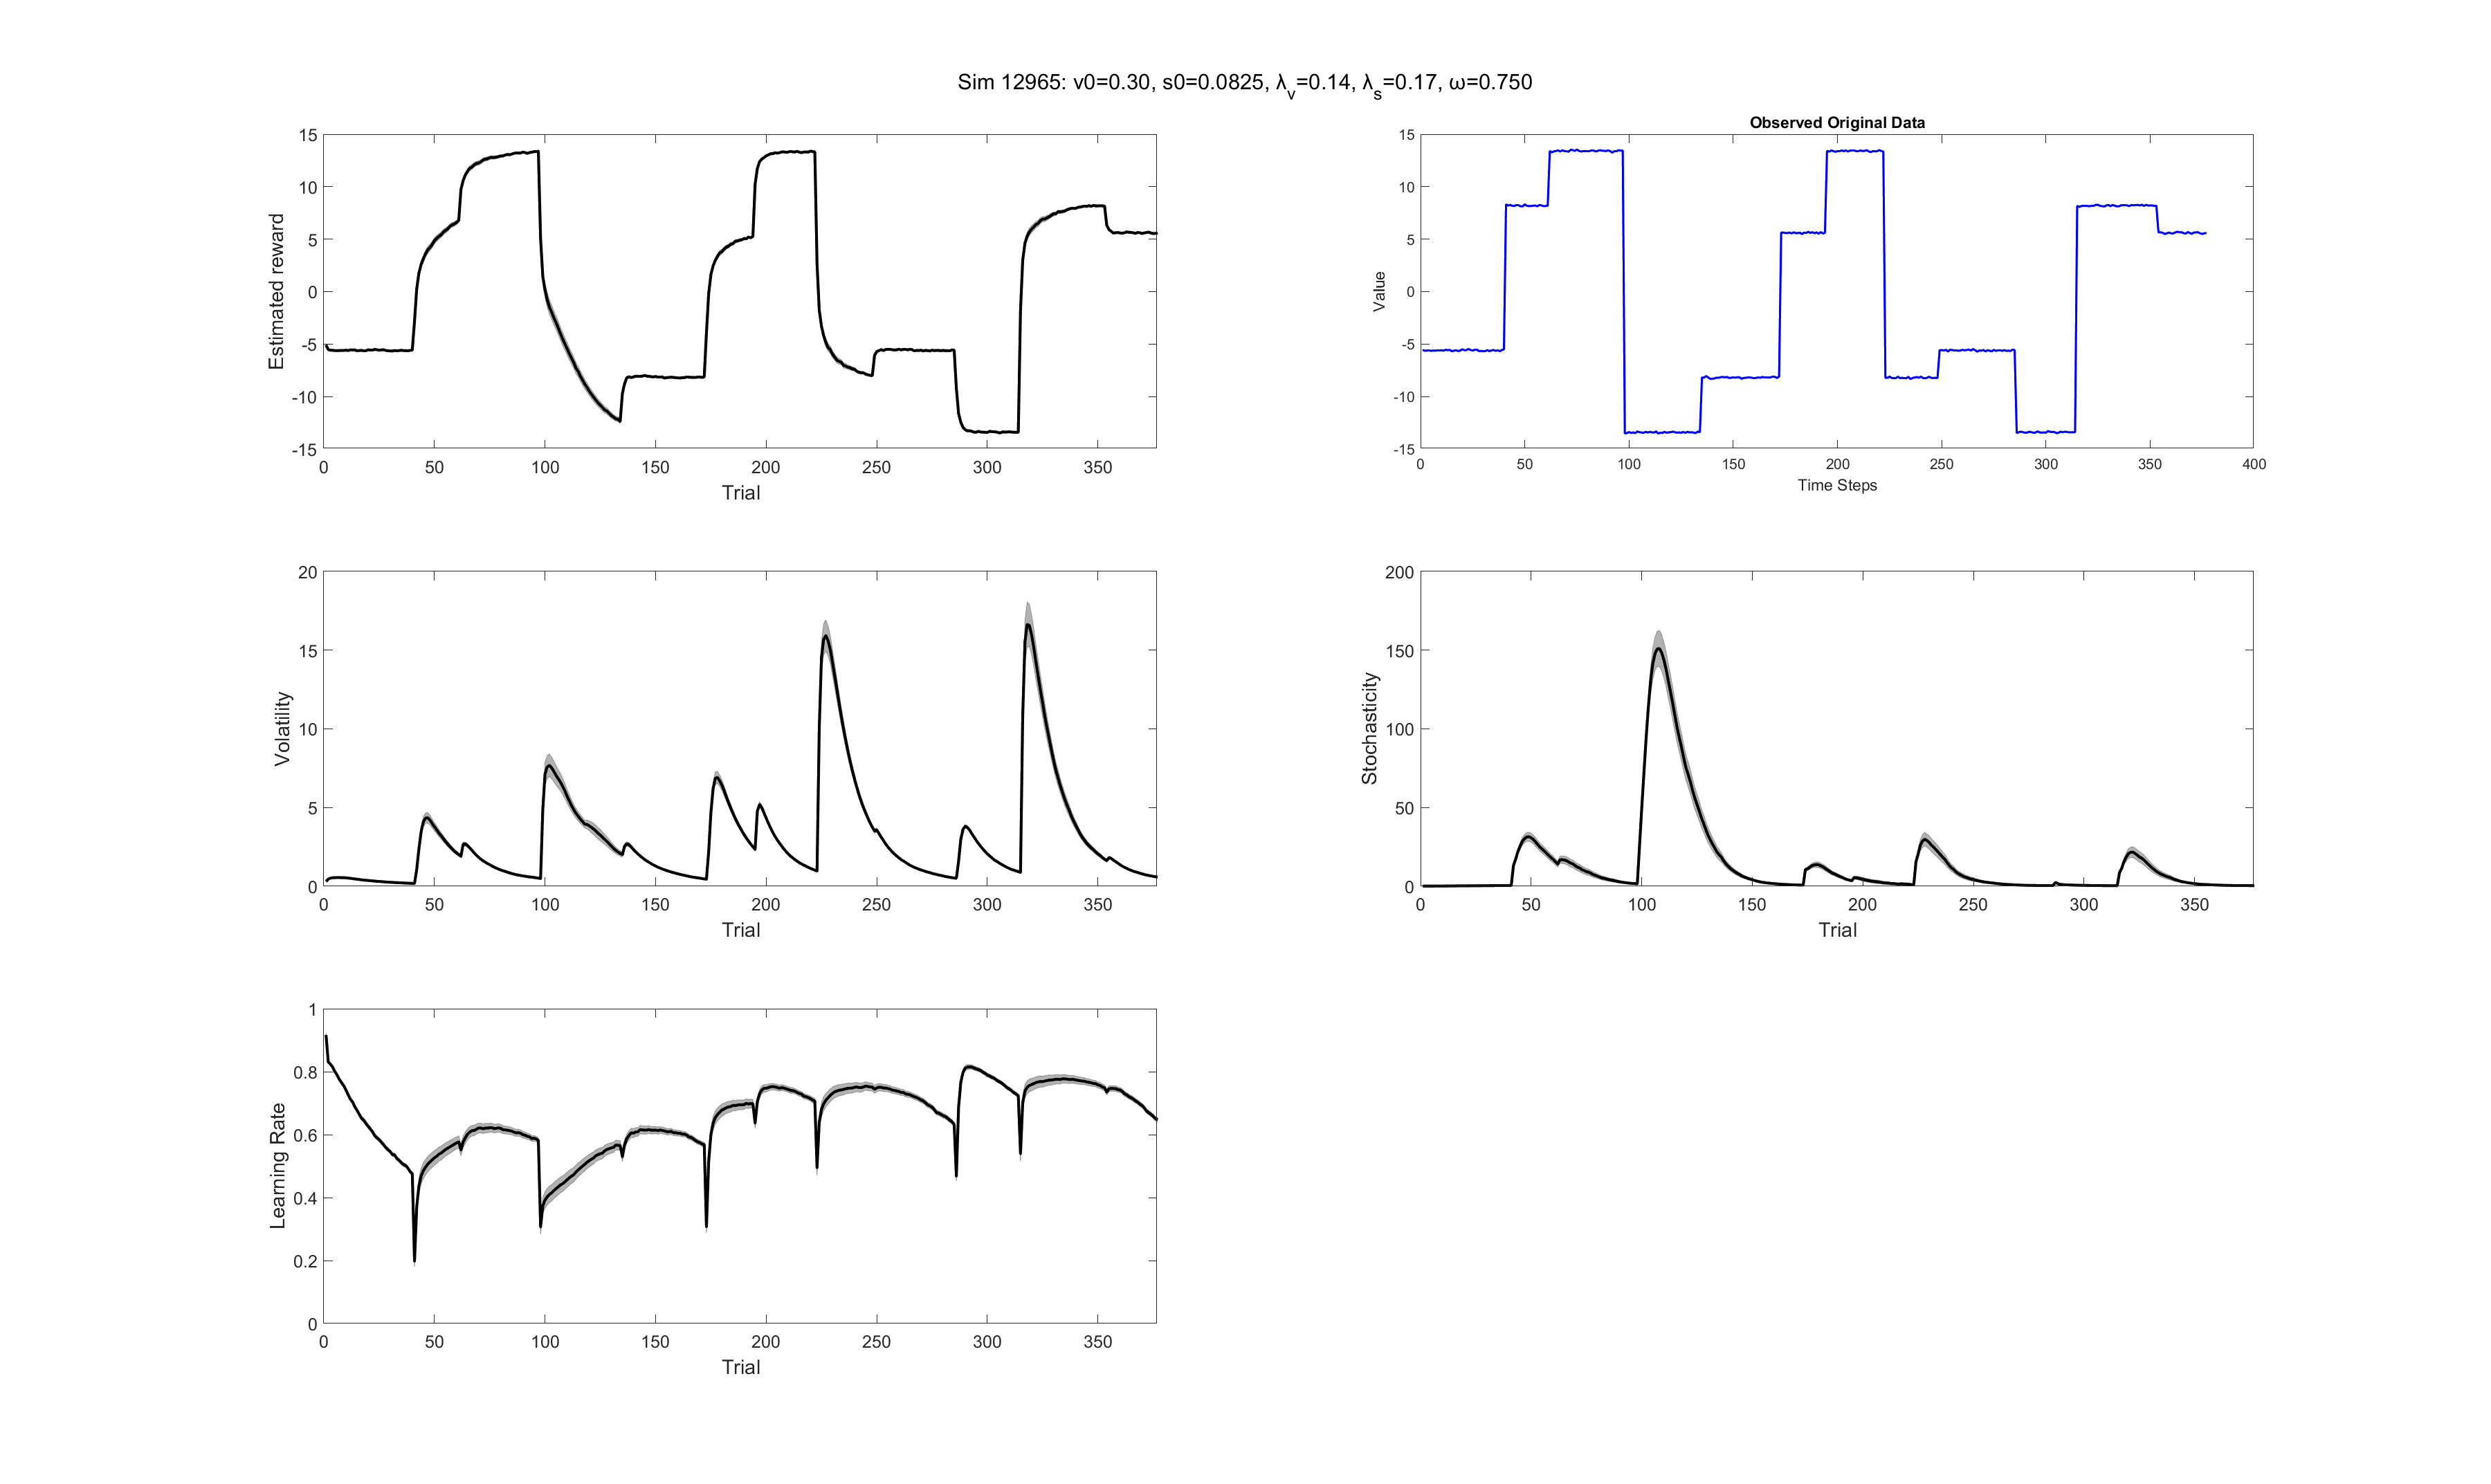 Sim 12965: v0=0.30, s0=0.0825, λv=0.14, λs=0.17, ω=0.750
15
10
5
0
-5
-10
-15
Estimated reward
0 50 100 150 200 250 300 350
Trial
Observed Original Data
15
10
5
0
-5
-10
-15
Value
0 50 100 150 200 250 300 350 400
Time Steps
20
15
10
5
0
Volatility
0 50 100 150 200 250 300 350
Trial
200
150
100
50
0
Stochasticity
0 50 100 150 200 250 300 350
Trial
1
0.8
0.6
0.4
0.2
0
Learning Rate
0 50 100 150 200 250 300 350
Trial